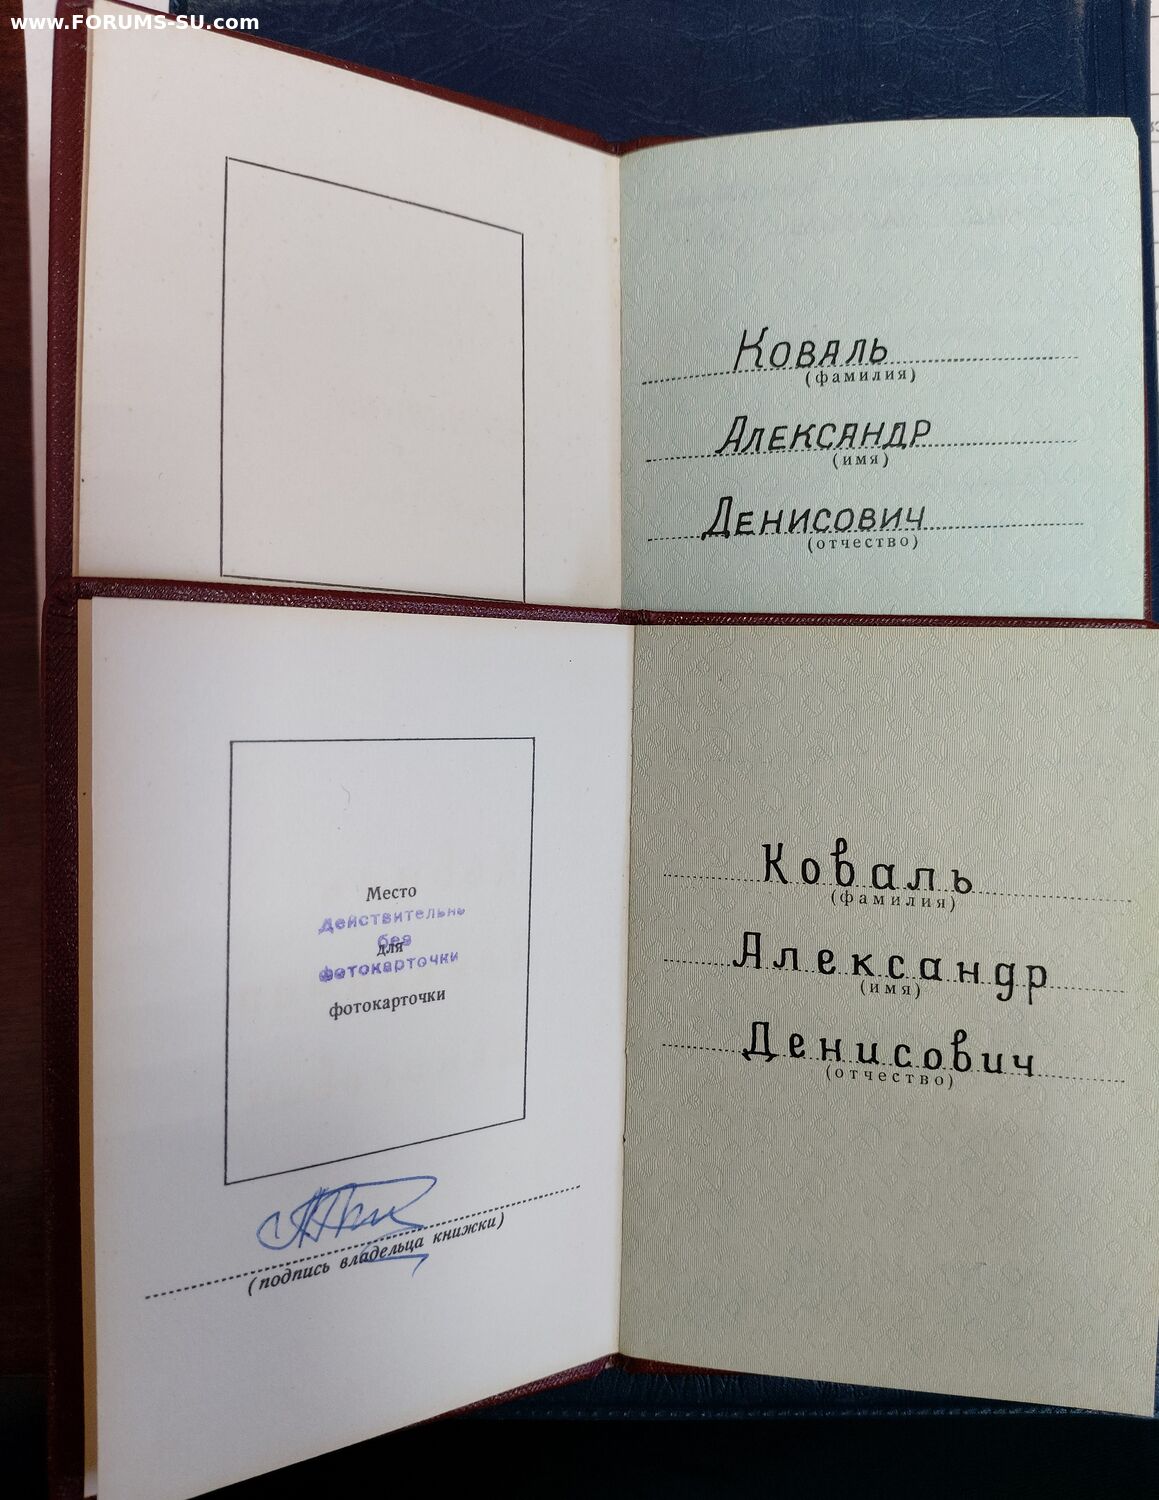 www.FORUMS-SU.com
Коваль
(фамилия)
Александр
(имя)
Денисович
(отчество)
Место
действительно
без
для
фотокарточки
фотокарточки
(подпись владельца книжки)
Коваль
(фамилия)
Александр
(имя)
Денисович
(отчество)